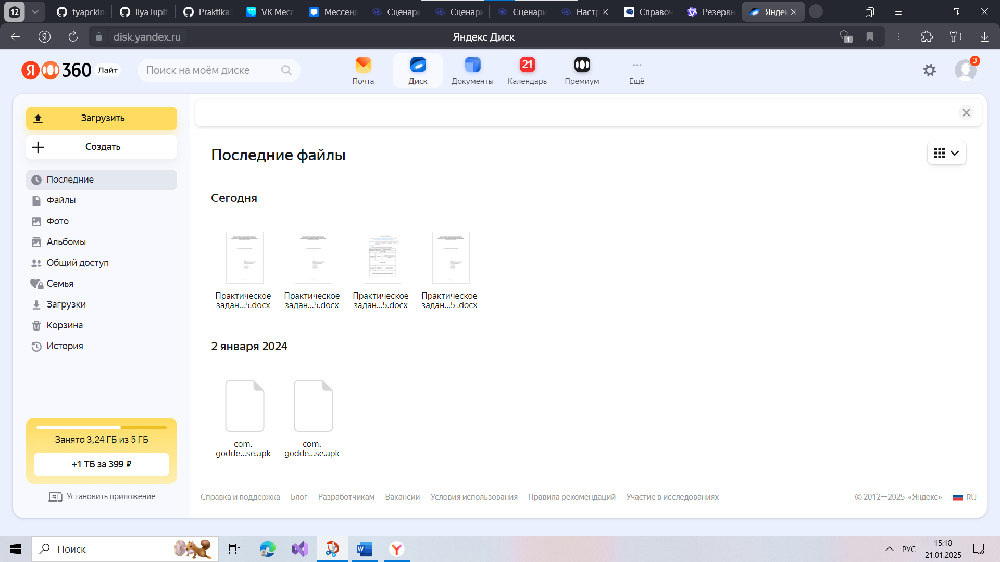 12
tyapckin
IlyaTupit
Praktika
VK Месс
Мессенд
Сценари
Сценари
Сценари
Настр
Справоч
Резервн
Яндек
disk.yandex.ru
Яндекс Диск
1
Я 360 Лайт
Поиск на моём диске
Почта
Диск
Документы
21
Календарь
Премиум
Ещё
3
Загрузить
Создать
Последние
Файлы
Фото
Альбомы
Общий доступ
Семья
Загрузки
Корзина
История
Занято 3,24 ГБ из 5 ГБ
+1 ТБ за 399 ₽
Установить приложение
Последние файлы
Сегодня
Практическое
задан...5.docx
Практическое
задан...5.docx
Практическое
задан...5.docx
Практическое
задан...5 .docx
2 января 2024
com.
godde...se.apk
com.
godde...se.apk
Справка и поддержка
Блог
Разработчикам
Вакансии
Условия использования
Правила рекомендаций
Участие в исследованиях
© 2012—2025 «Яндекс»
RU
Поиск
РУС
15:18
21.01.2025